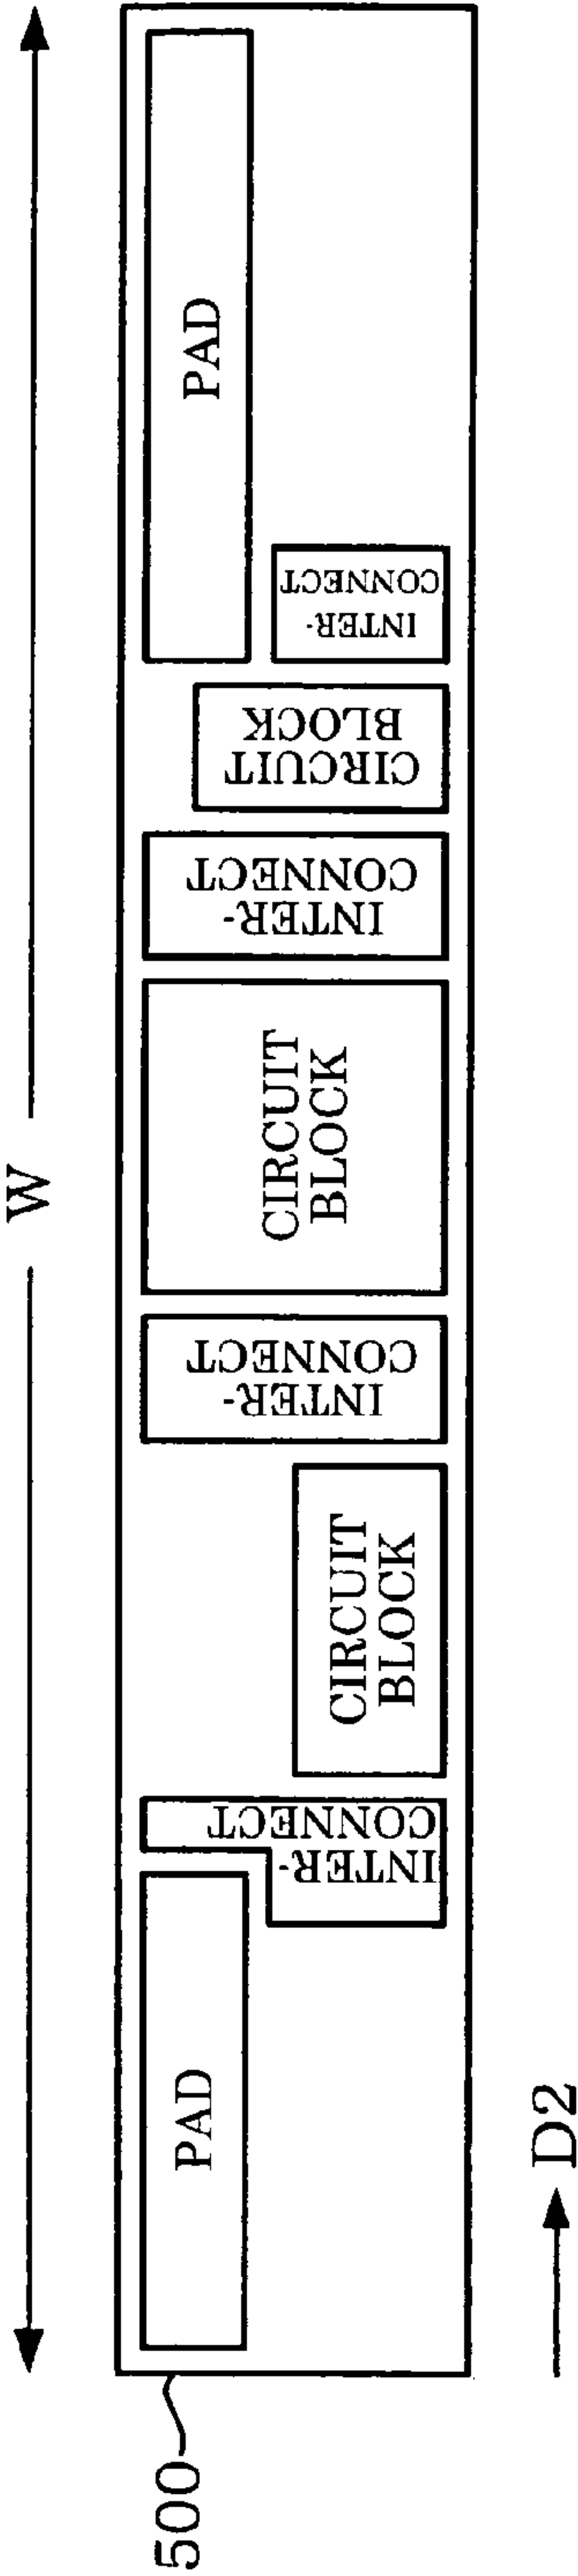 W
PAD
INTER-
CONNECT
CIRCUIT
BLOCK
INTER-
CONNECT
CIRCUIT
BLOCK
INTER-
CONNECT
CIRCUIT
BLOCK
INTER-
CONNECT
PAD
500
D2